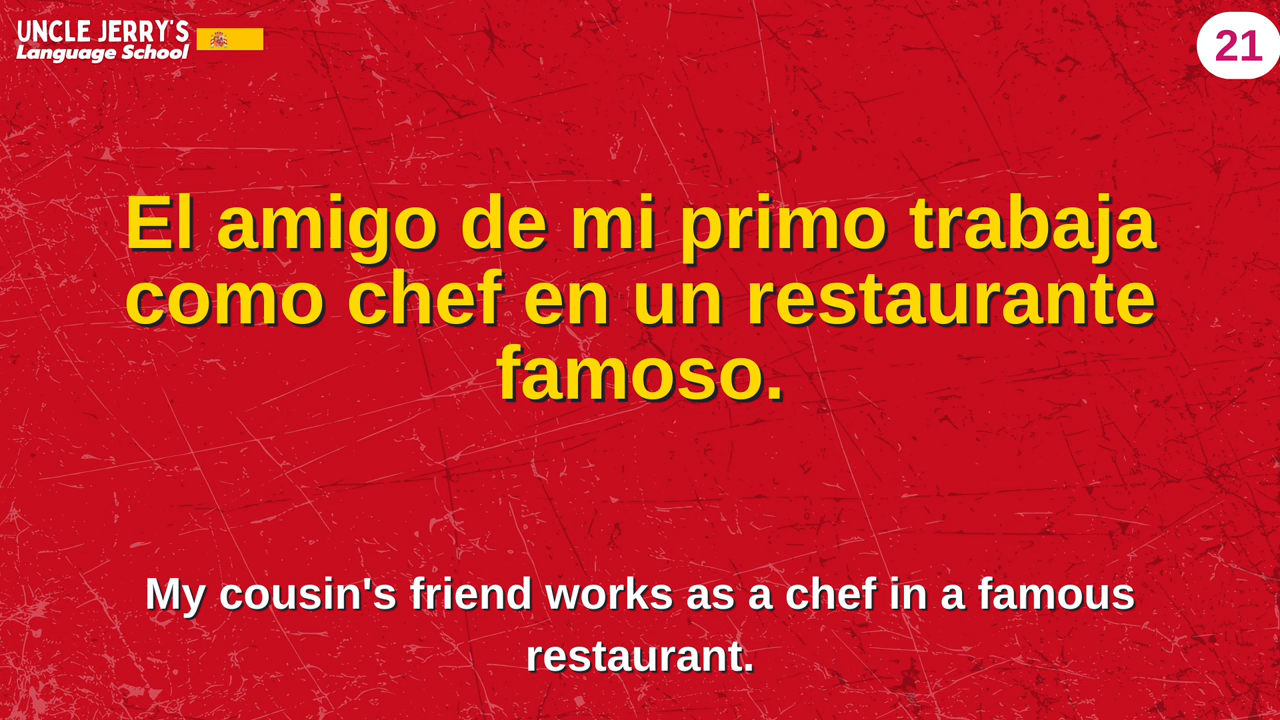 UNCLE JERRY'S
Language School
21
El amigo de mi primo trabaja
como chef en un restaurante
famoso.
My cousin's friend works as a chef in a famous
restaurant.